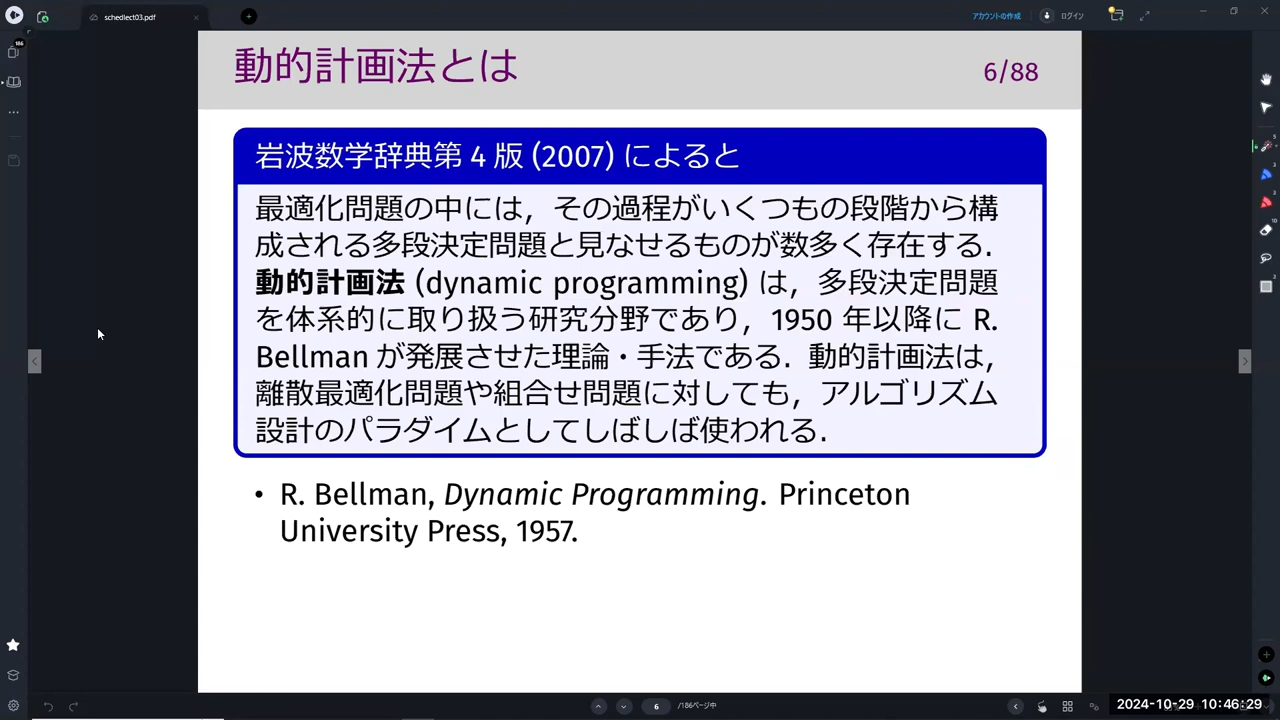 schedlect03.pdf
アカウントの作成
ログイン
186
動的計画法とは
6/88
岩波数学辞典第 4 版 (2007) によると
最適化問題の中には，その過程がいくつもの段階から構
成される多段決定問題と見なせるものが数多く存在する．
動的計画法 (dynamic programming) は，多段決定問題
を体系的に取り扱う研究分野であり，1950 年以降に R.
Bellman が発展させた理論・手法である．動的計画法は，
離散最適化問題や組合せ問題に対しても，アルゴリズム
設計のパラダイムとしてしばしば使われる．
• R. Bellman, Dynamic Programming. Princeton
University Press, 1957.
6
/186ページ中
2024-10-29 10:46:29